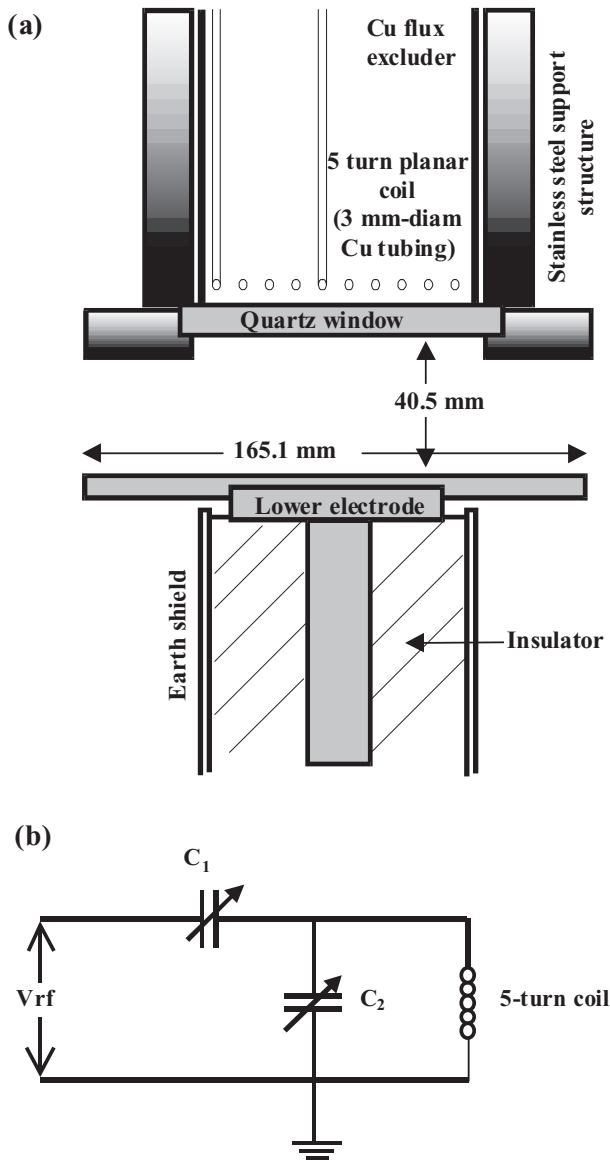 (a)
Cu flux
excluder
5 turn planar
coil
(3 mm-diam
Cu tubing)
Stainless steel support
structure
Quartz window
40.5 mm
165.1 mm
Lower electrode
Earth shield
Insulator
(b)
C1
Vrf
C2
5-turn coil